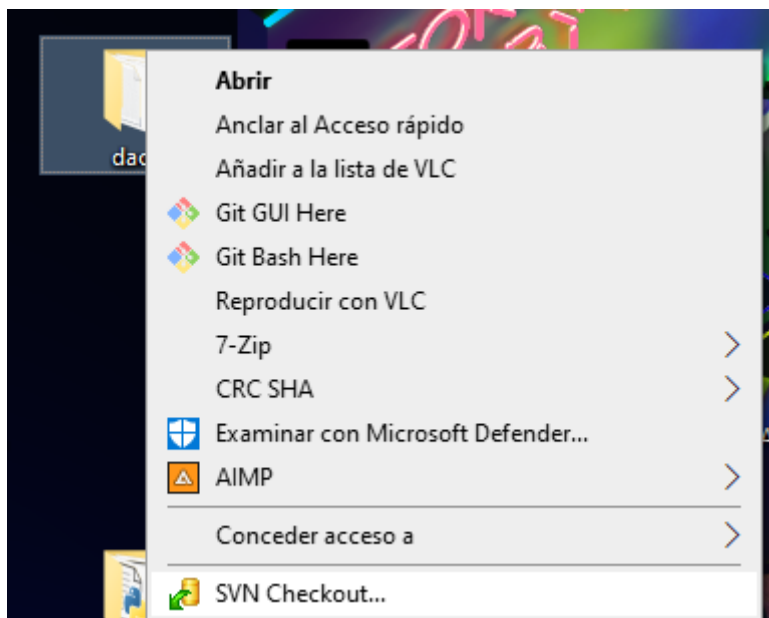 Abrir
Anclar al Acceso rápido
Añadir a la lista de VLC
Git GUI Here
Git Bash Here
Reproducir con VLC
7-Zip
CRC SHA
Examinar con Microsoft Defender...
AIMP
Conceder acceso a
SVN Checkout...